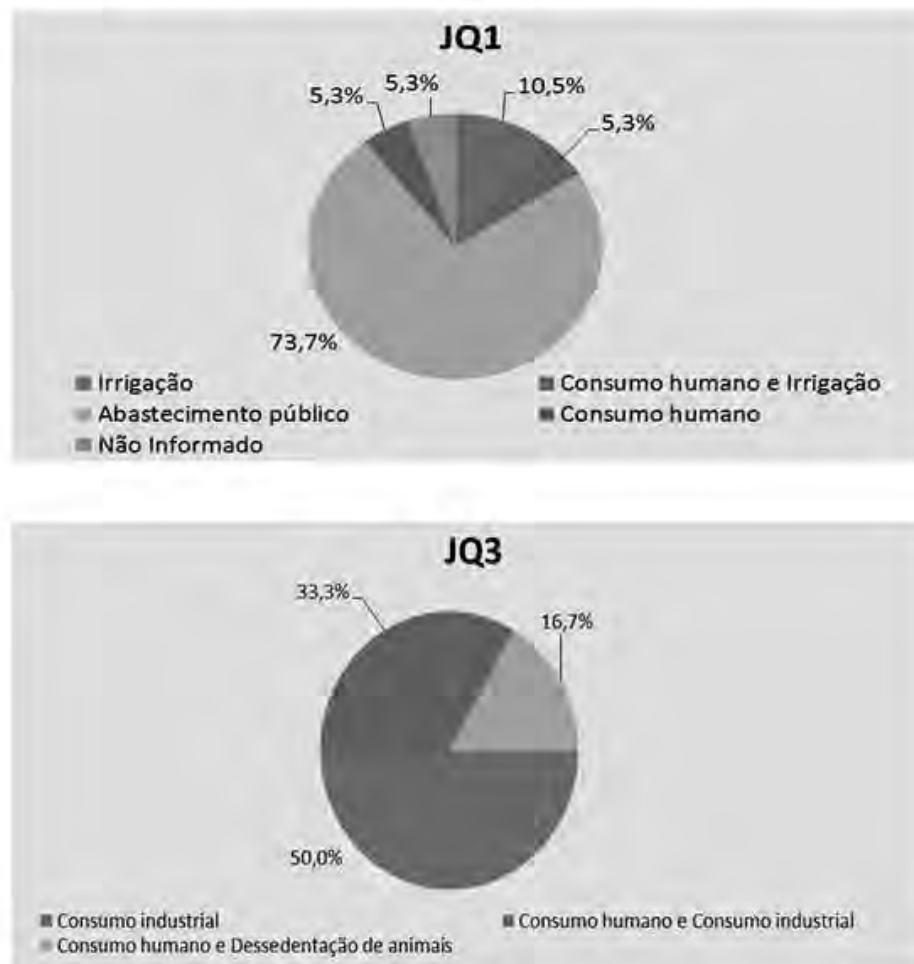 JQ1
5,3% 5,3% 10,5%
5,3%
73,7%
Irrigação Consumo humano e Irrigação
Abastecimento público Consumo humano
Não Informado
JQ3
33,3% 16,7%
50,0%
Consumo industrial Consumo humano e Consumo industrial
Consumo humano e Dessedentação de animais